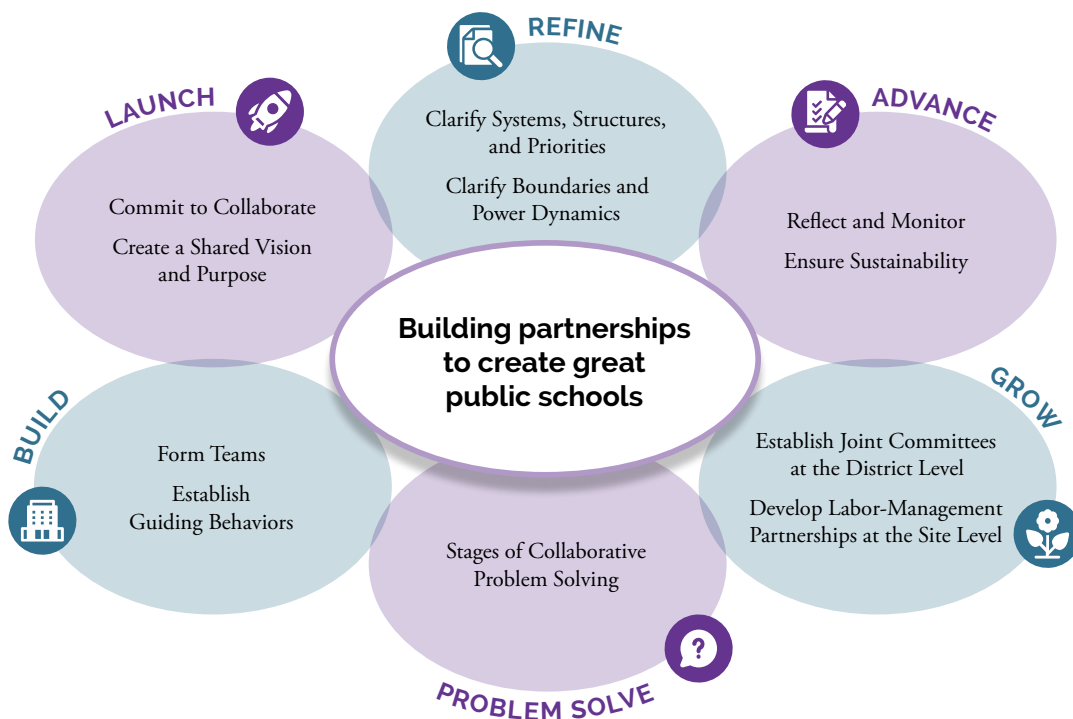 LAUNCH
Commit to Collaborate
Create a Shared Vision
and Purpose
REFINE
Clarify Systems, Structures,
and Priorities
Clarify Boundaries and
Power Dynamics
ADVANCE
Reflect and Monitor
Ensure Sustainability
Building partnerships
to create great
public schools
BUILD
Form Teams
Establish
Guiding Behaviors
PROBLEM SOLVE
Stages of Collaborative
Problem Solving
?
GROW
Establish Joint Committees
at the District Level
Develop Labor-Management
Partnerships at the Site Level